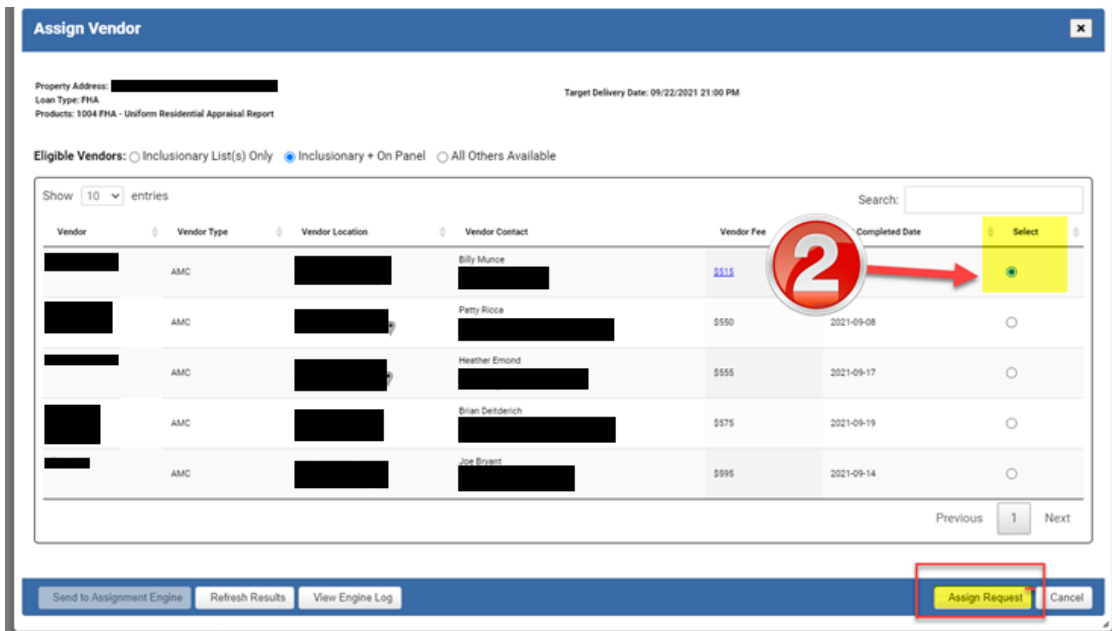 Assign Vendor
Property Address:
Loan Type: FHA
Products: 1004 FHA - Uniform Residential Appraisal Report
Target Delivery Date: 09/22/2021 21:00 PM
Eligible Vendors: Inclusionary List(s) Only Inclusionary + On Panel All Others Available
Show 10 entries Search:
Vendor Vendor Type Vendor Location Vendor Contact Vendor Fee Completed Date Select
AMC Billy Munce $515
2
AMC Patty Ricca $550 2021-09-08
AMC Heather Emond $555 2021-09-17
AMC Brian Deitderich $575 2021-09-19
AMC Joe Bryant $595 2021-09-14
Previous 1 Next
Send to Assignment Engine Refresh Results View Engine Log Assign Request Cancel